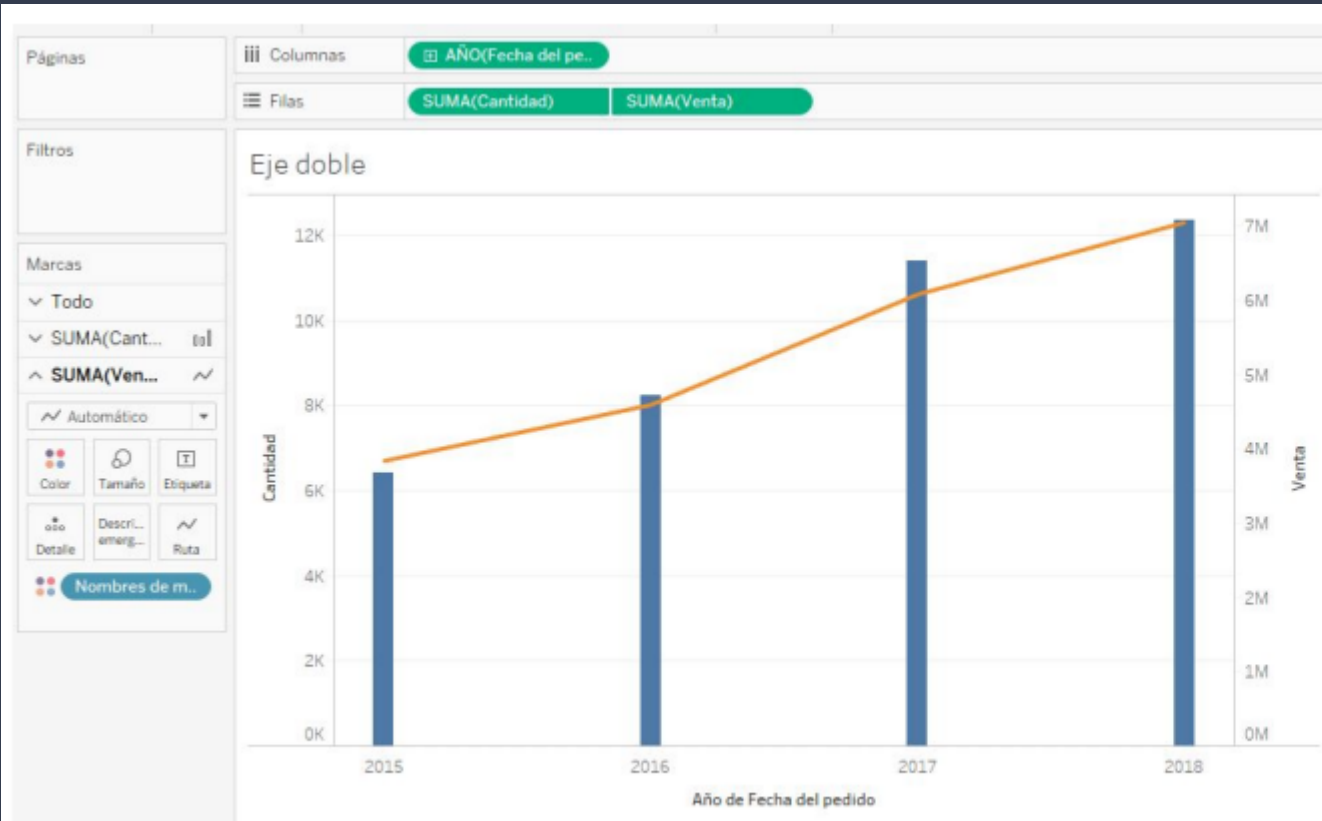 Páginas
Columnas
AÑO(Fecha del pe..
Filas
SUMA(Cantidad)
SUMA(Venta)
Filtros
Marcas
Todo
SUMA(Cant...
SUMA(Ven...
Automático
Color
Tamaño
Etiqueta
Detalle
Descri...
emerg...
Ruta
Nombres de m..
Eje doble
12K
10K
8K
6K
4K
2K
0K
Cantidad
7M
6M
5M
4M
3M
2M
1M
0M
Venta
2015
2016
2017
2018
Año de Fecha del pedido